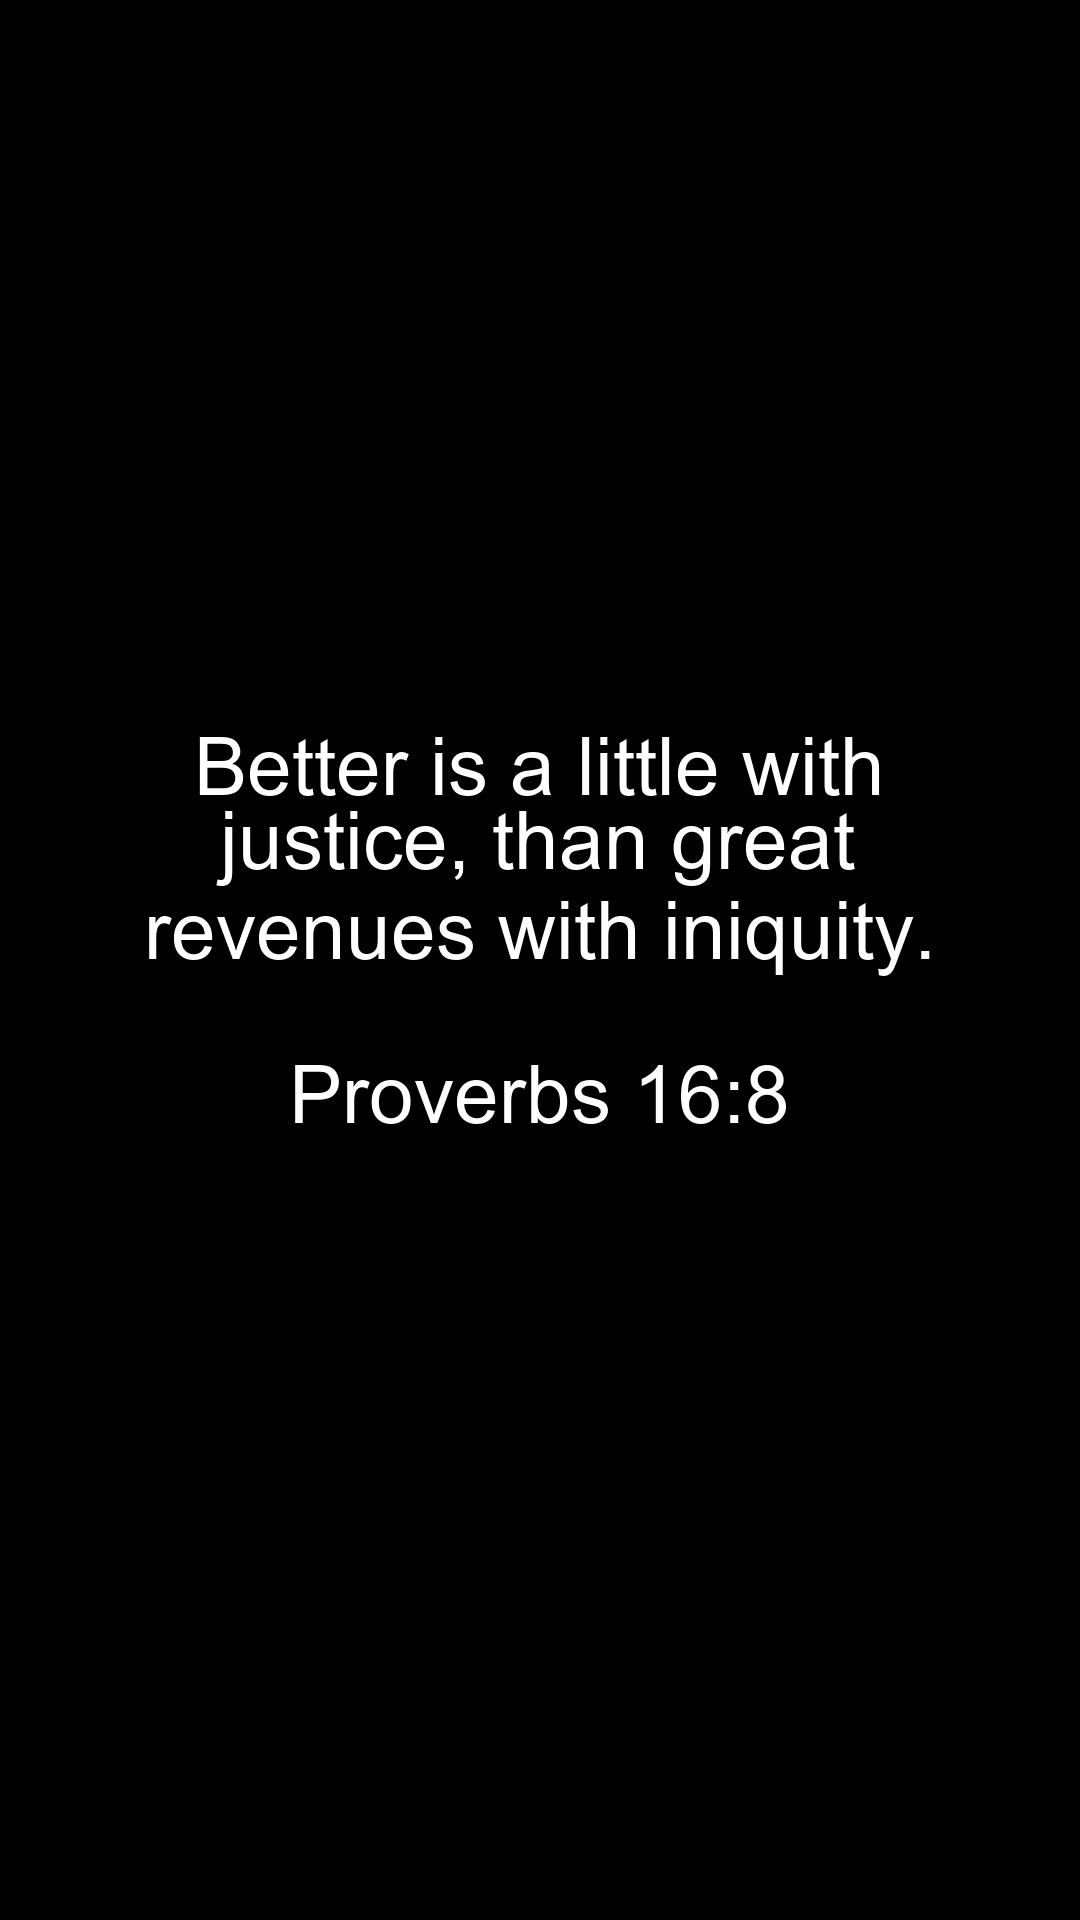 Better is a little with
justice, than great
revenues with iniquity.
Proverbs 16:8